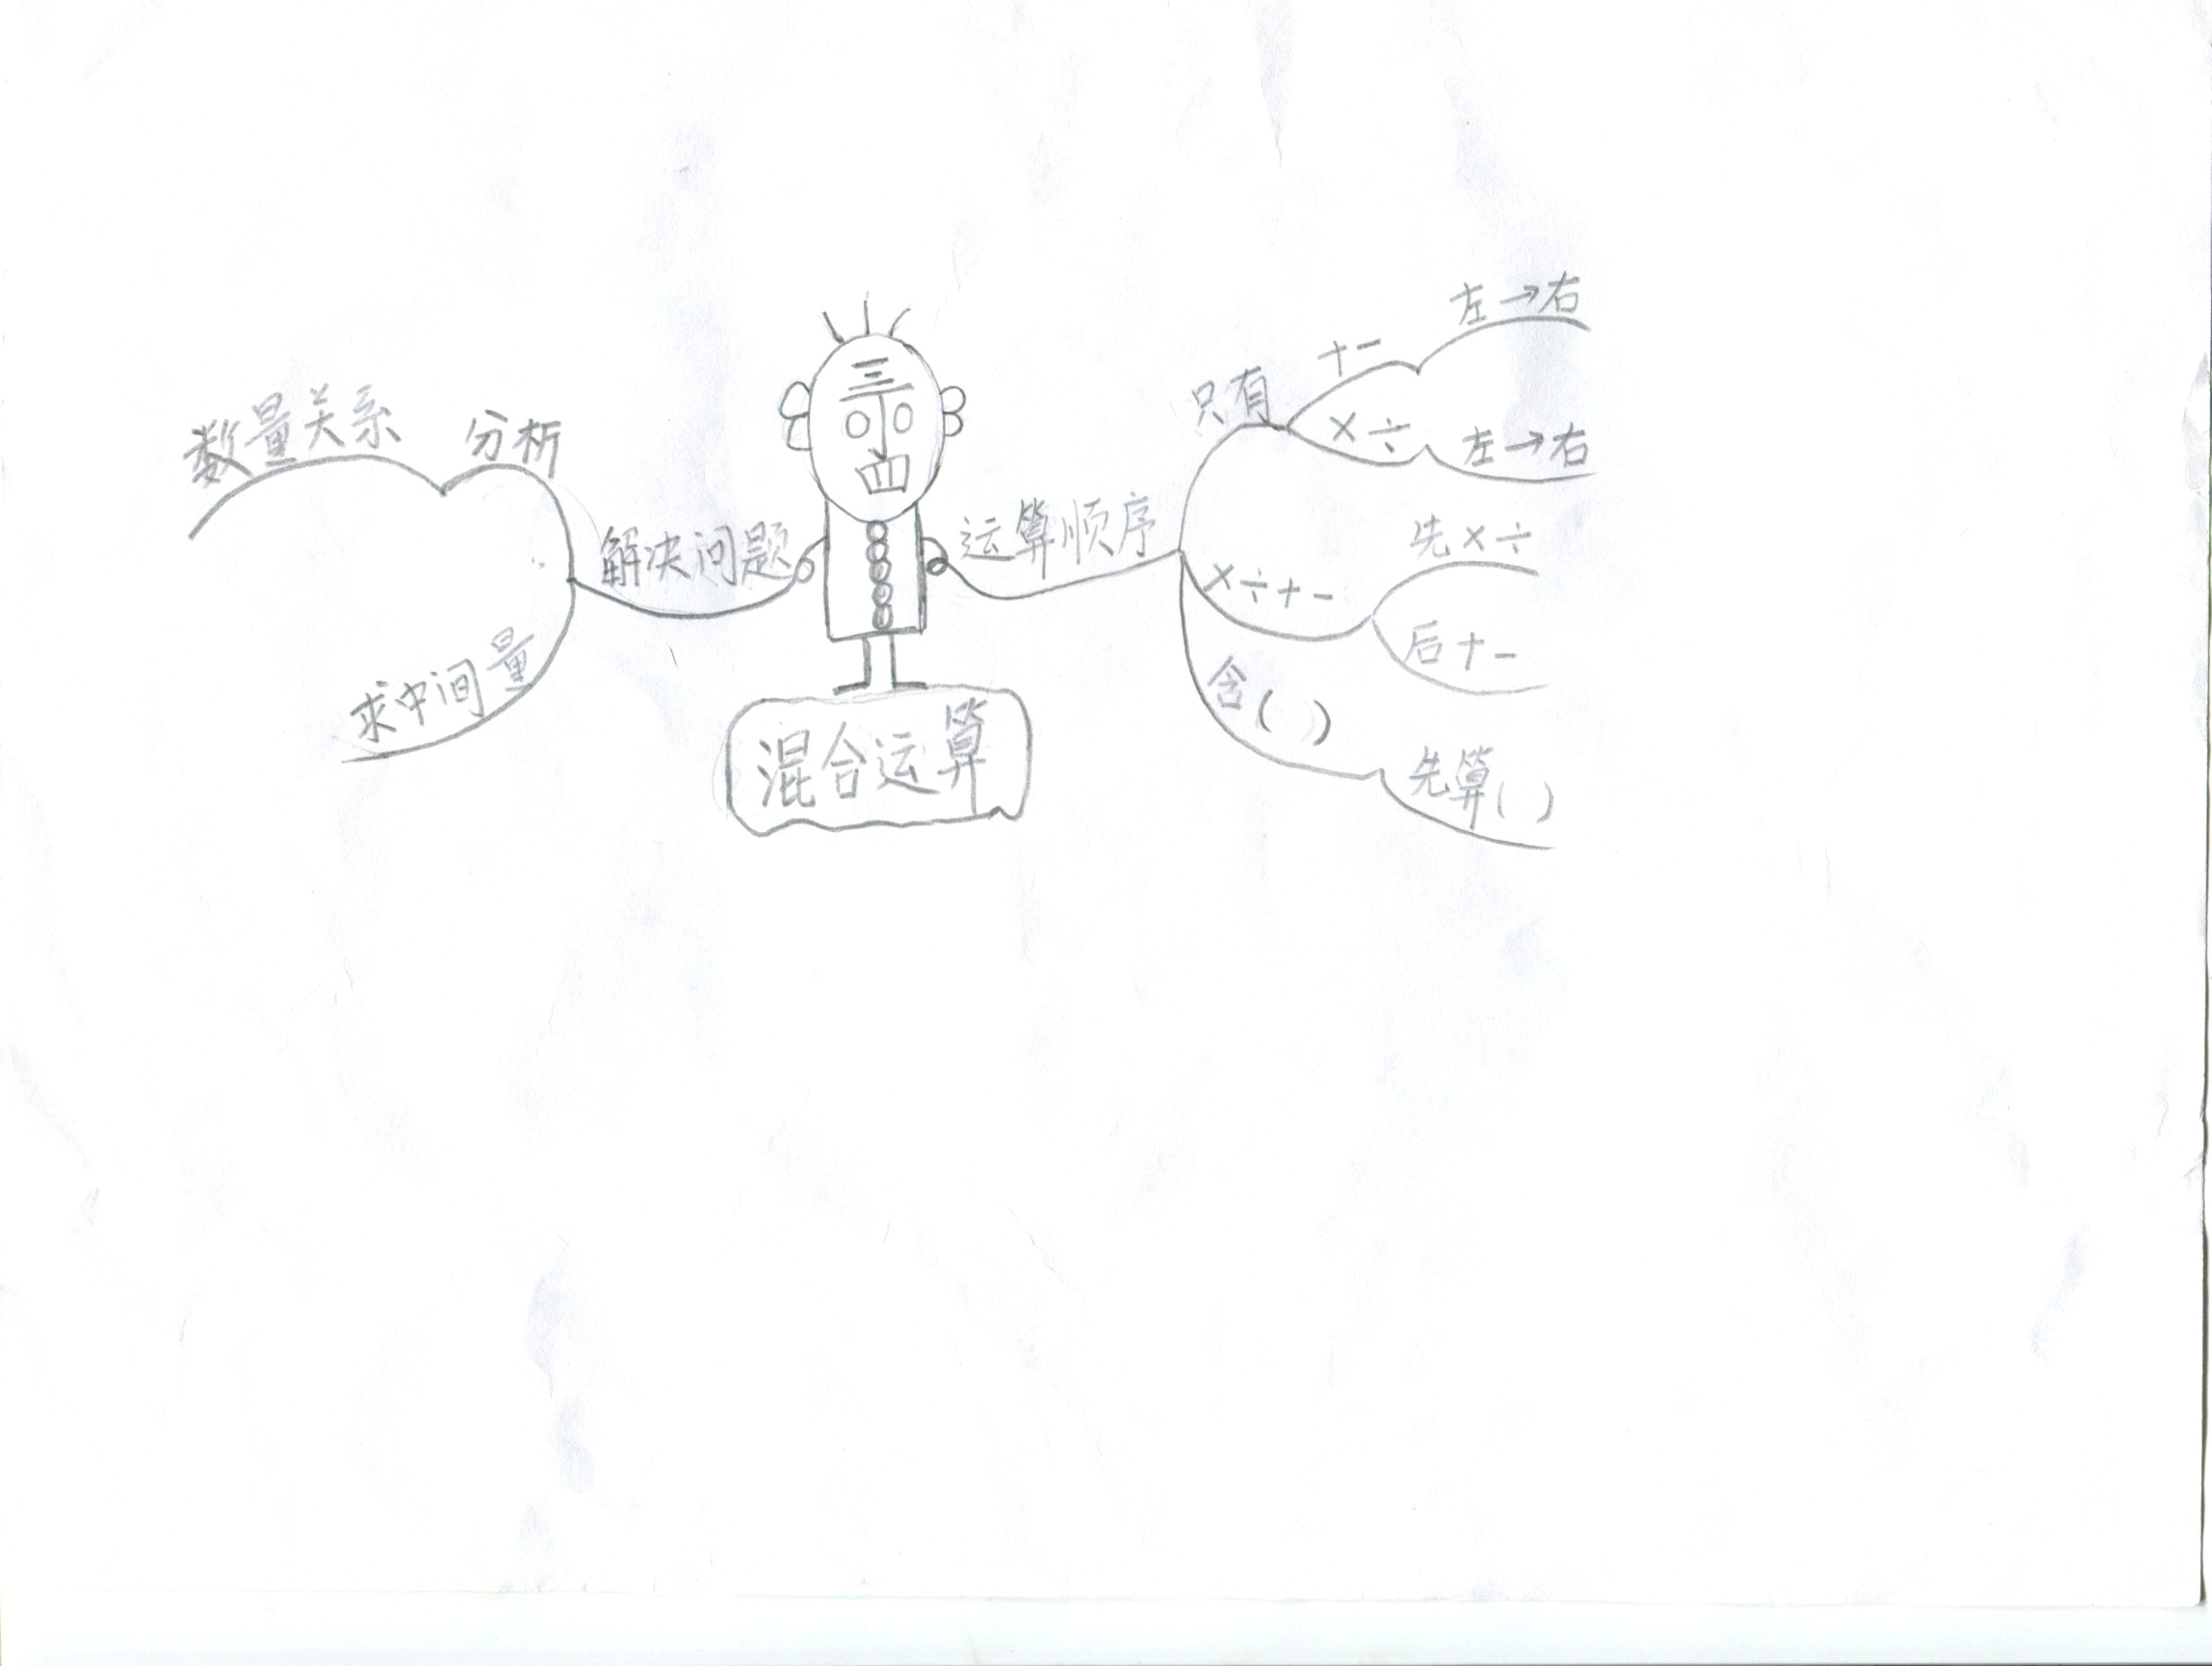 混合运算
解决问题
分析
数量关系
求中间量
运算顺序
只有
+-
左→右
×÷
左→右
×÷+-
先×÷
后+-
含( )
先算( )